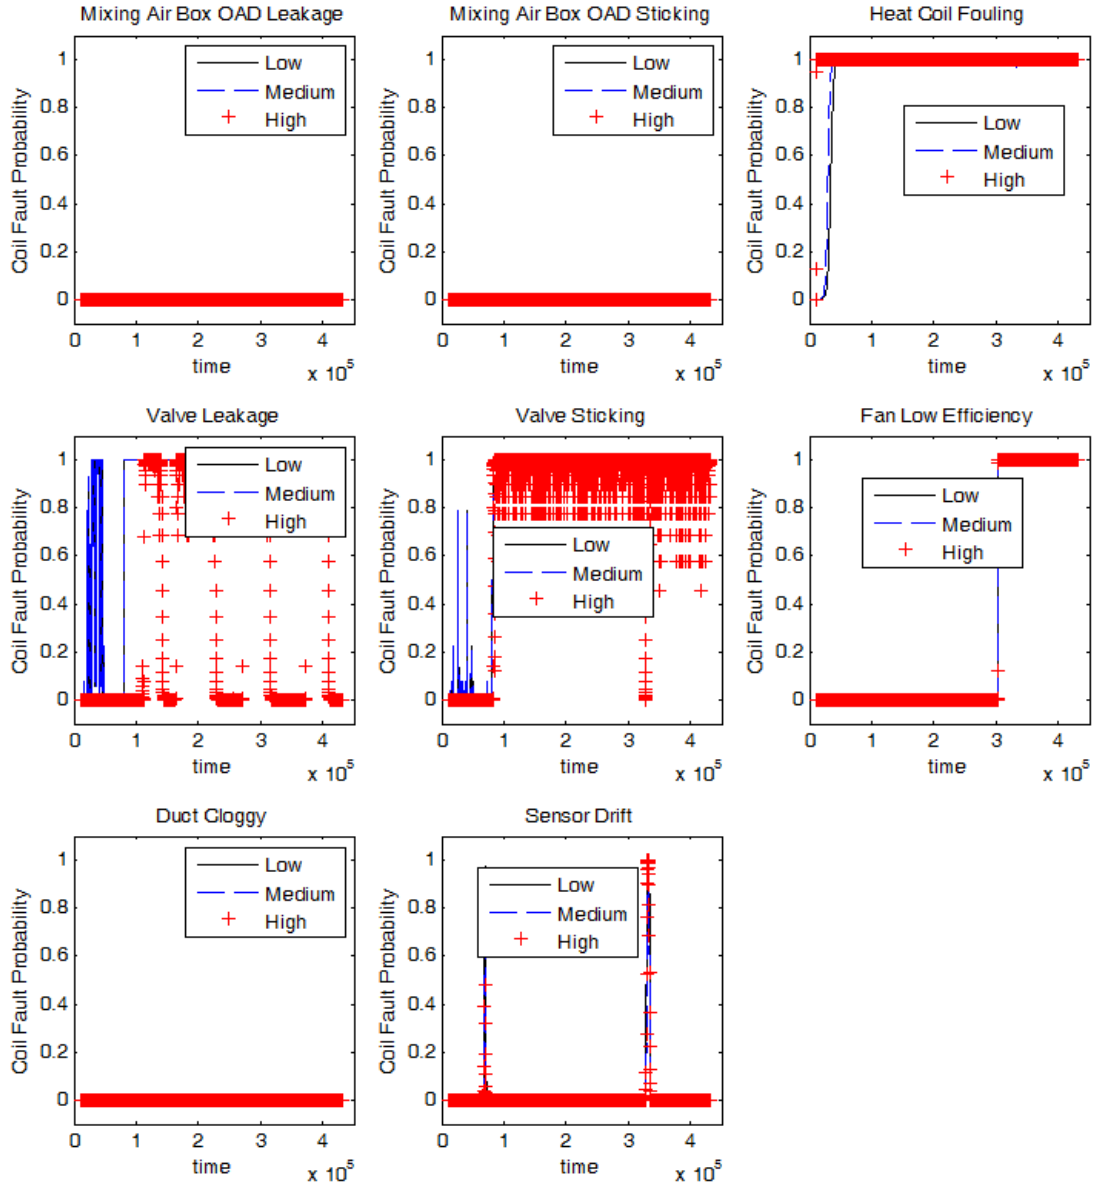 Mixing Air Box OAD Leakage
Coil Fault Probability
1
0.8
0.6
0.4
0.2
0
Low
Medium
High
0 1 2 3 4
time
x 10^5
Mixing Air Box OAD Sticking
Coil Fault Probability
1
0.8
0.6
0.4
0.2
0
Low
Medium
High
0 1 2 3 4
time
x 10^5
Heat Coil Fouling
Coil Fault Probability
1
0.8
0.6
0.4
0.2
0
Low
Medium
High
0 1 2 3 4
time
x 10^5
Valve Leakage
Coil Fault Probability
1
0.8
0.6
0.4
0.2
0
Low
Medium
High
0 1 2 3 4
time
x 10^5
Valve Sticking
Coil Fault Probability
1
0.8
0.6
0.4
0.2
0
Low
Medium
High
0 1 2 3 4
time
x 10^5
Fan Low Efficiency
Coil Fault Probability
1
0.8
0.6
0.4
0.2
0
Low
Medium
High
0 1 2 3 4
time
x 10^5
Duct Cloggy
Coil Fault Probability
1
0.8
0.6
0.4
0.2
0
Low
Medium
High
0 1 2 3 4
time
x 10^5
Sensor Drift
Coil Fault Probability
1
0.8
0.6
0.4
0.2
0
Low
Medium
High
0 1 2 3 4
time
x 10^5